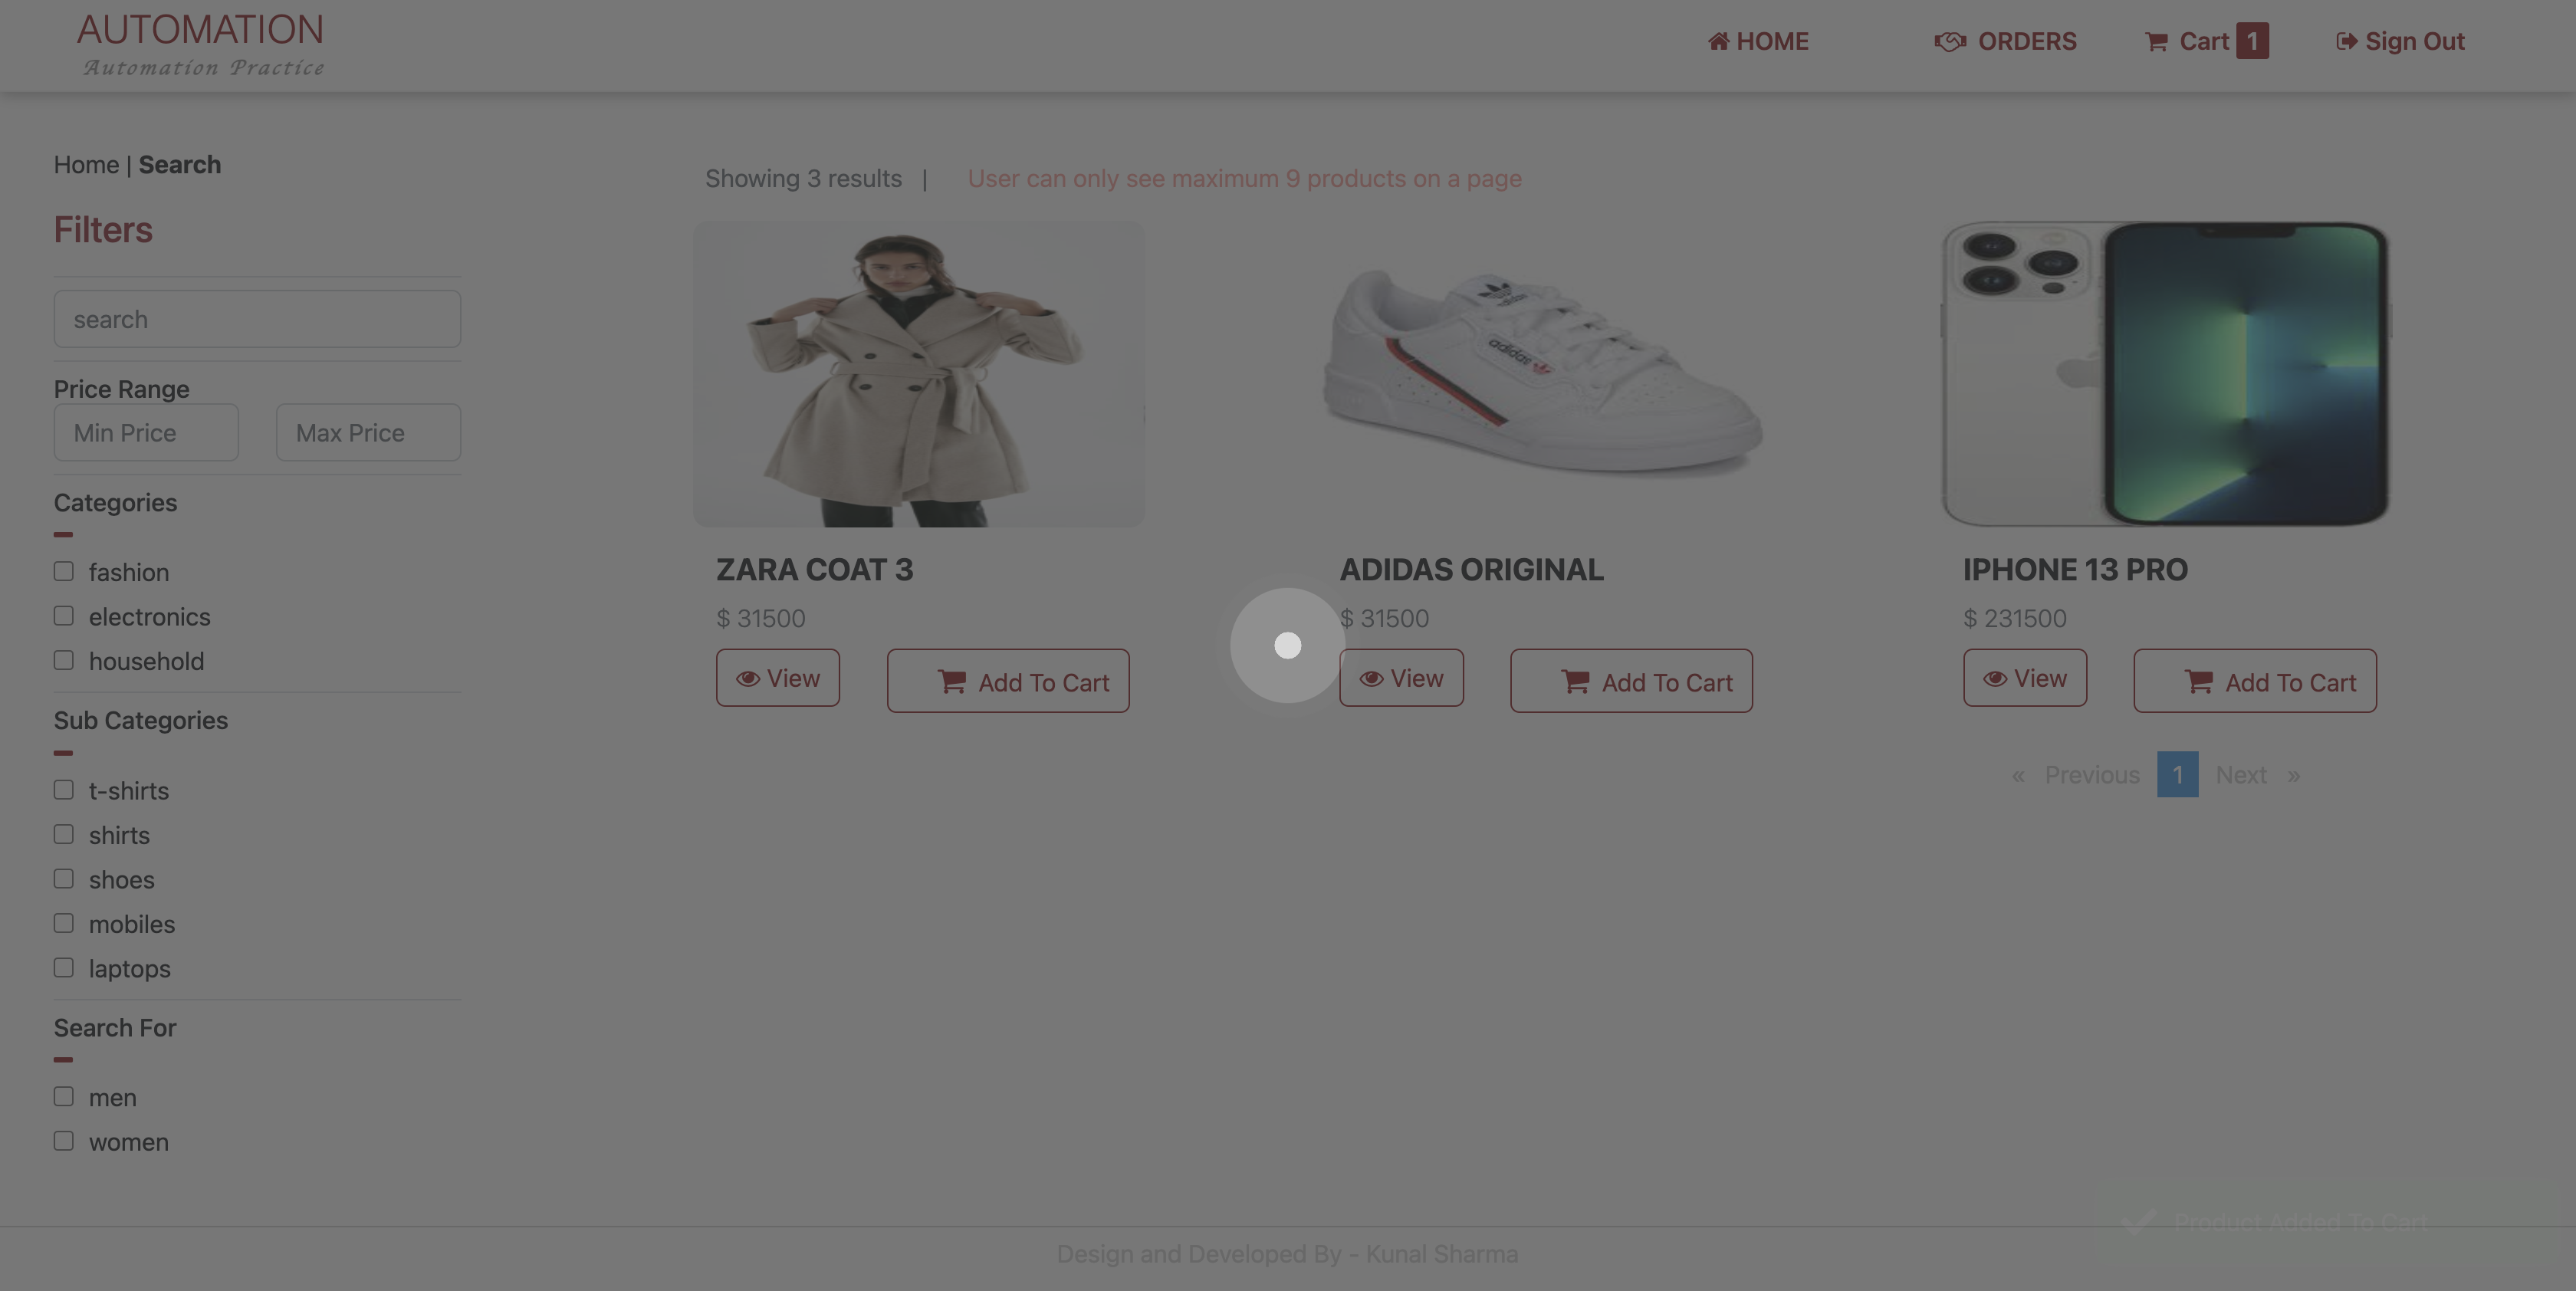 AUTOMATION
Automation Practice
HOME
ORDERS
Cart 1
Sign Out
Home | Search
Filters
search
Price Range
Min Price
Max Price
Categories
fashion
electronics
household
Sub Categories
t-shirts
shirts
shoes
mobiles
laptops
Search For
men
women
Showing 3 results |
User can only see maximum 9 products on a page
adidas
adidas
ZARA COAT 3
$ 31500
View
Add To Cart
ADIDAS ORIGINAL
$ 31500
View
Add To Cart
IPHONE 13 PRO
$ 231500
View
Add To Cart
« Previous 1 Next »
Product Added To Cart
Design and Developed By - Kunal Sharma